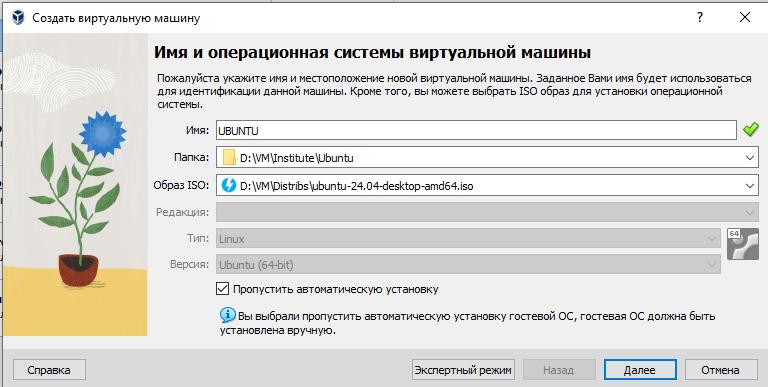 Создать виртуальную машину
Имя и операционная системы виртуальной машины
Пожалуйста укажите имя и местоположение новой виртуальной машины. Заданное Вами имя будет использоваться
для идентификации данной машины. Кроме того, вы можете выбрать ISO образ для установки операционной
системы.
Имя: UBUNTU
Папка: D:\VM\Institute\Ubuntu
Образ ISO: D:\VM\Distribs\ubuntu-24.04-desktop-amd64.iso
Редакция:
Тип: Linux
64
Версия: Ubuntu (64-bit)
Пропустить автоматическую установку
Вы выбрали пропустить автоматическую установку гостевой ОС, гостевая ОС должна быть
установлена вручную.
Справка Экспертный режим Назад Далее Отмена